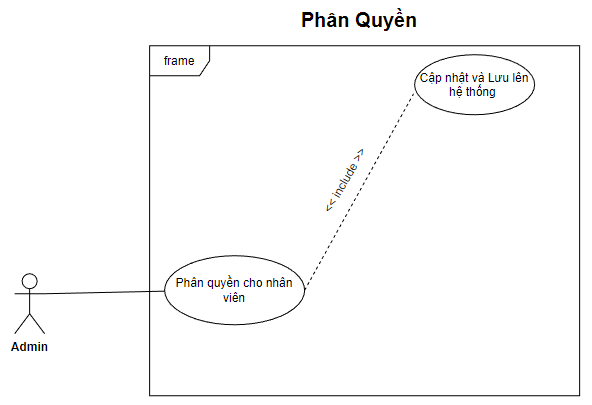 Phân Quyền
frame
Cập nhật và Lưu lên
hệ thống
<< include >>
Phân quyền cho nhân
viên
Admin